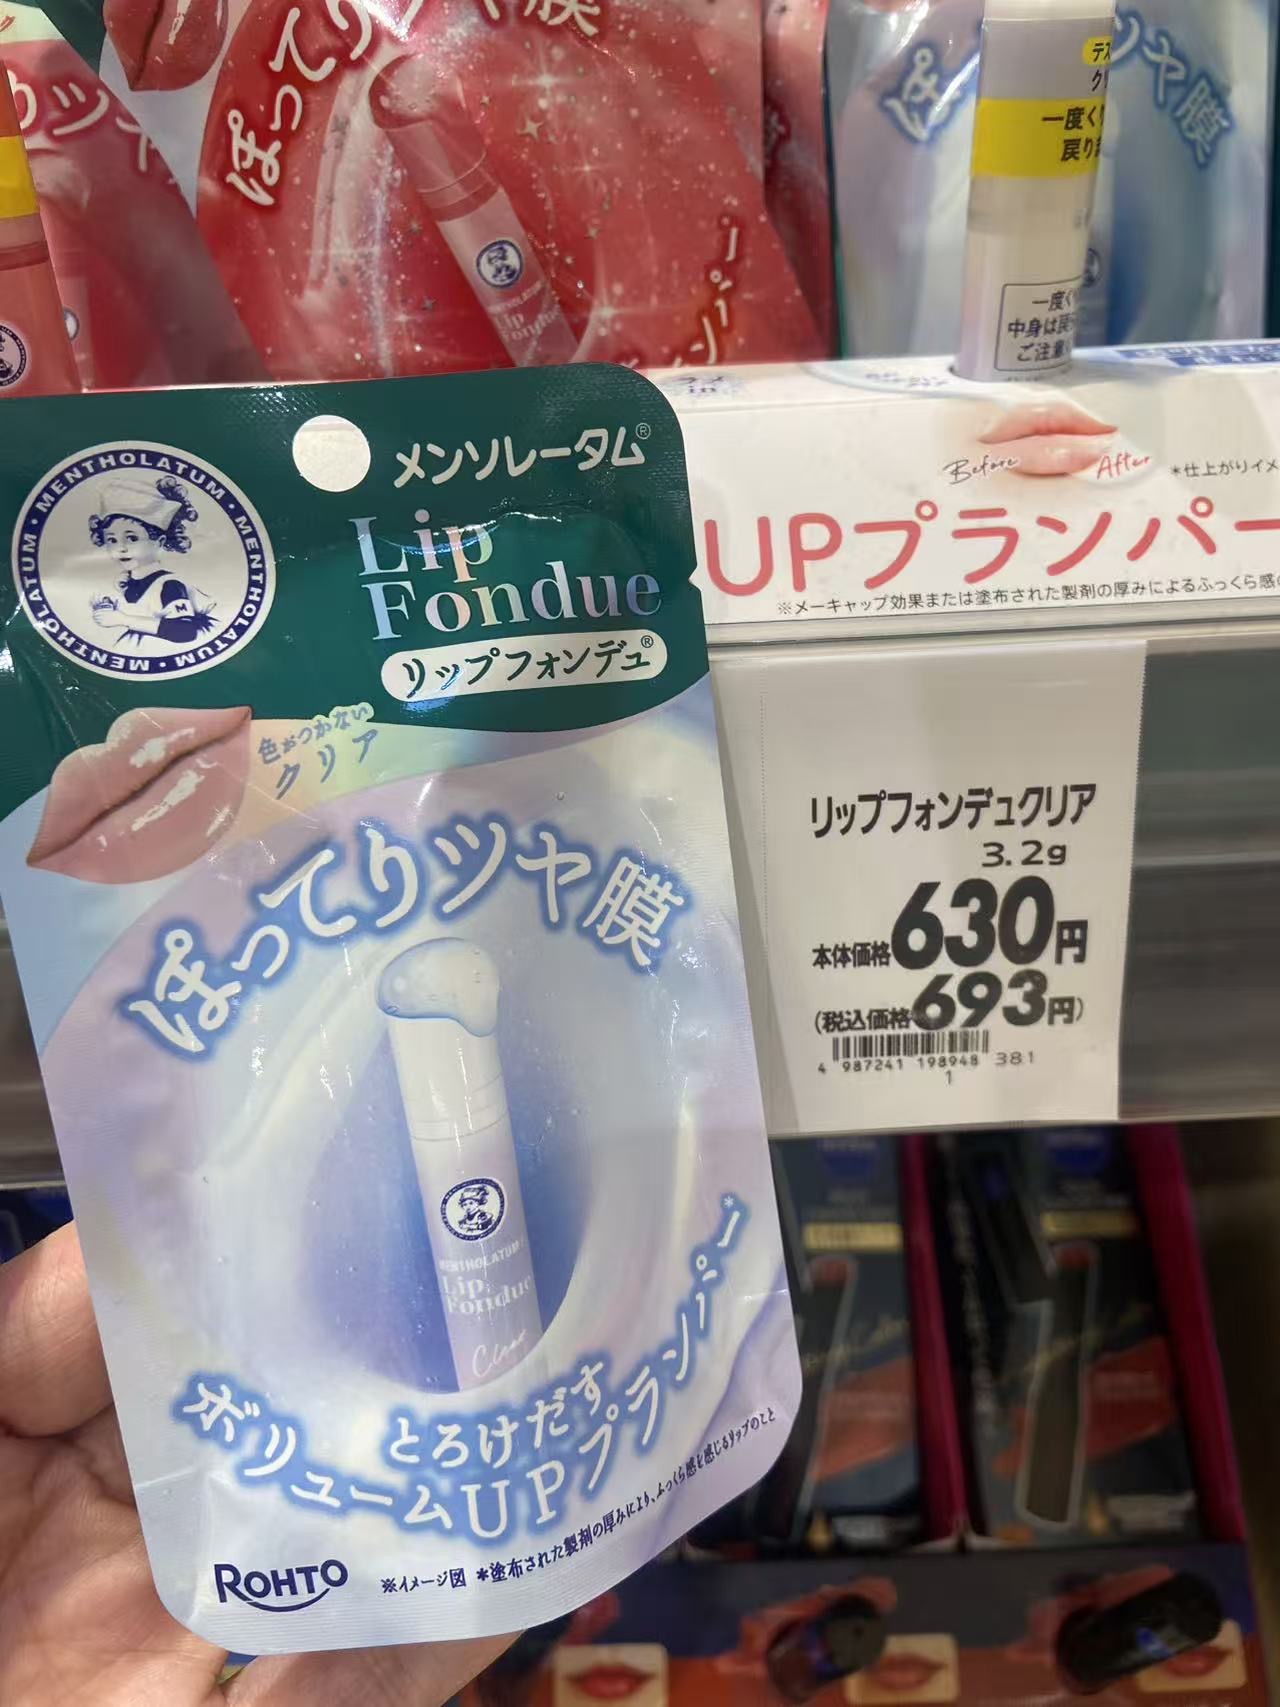 ぽってりツヤ膜
Lip
Fondue
一度く
戻りま
一度く
中身は戻
ご注意
メンソレータム®
MENTHOLATUM・MENTHOLATUM・MENTHOLATUM
Lip
Fondue
リップフォンデュ®
色がつかない
クリア
ぽってりツヤ膜
MENTHOLATUM
Lip
Fondue
Clear
とろけだす
ボリュームUPプランパー*
ROHTO
※イメージ図 *塗布された製剤の厚みにより、ふっくら感を感じるリップのこと
Before
After
*仕上がりイメ
UPプランパー
※メーキャップ効果または塗布された製剤の厚みによるふっくら感
リップフォンデュクリア
3.2g
本体価格630円
(税込価格693円)
4 987241 198948 381
1